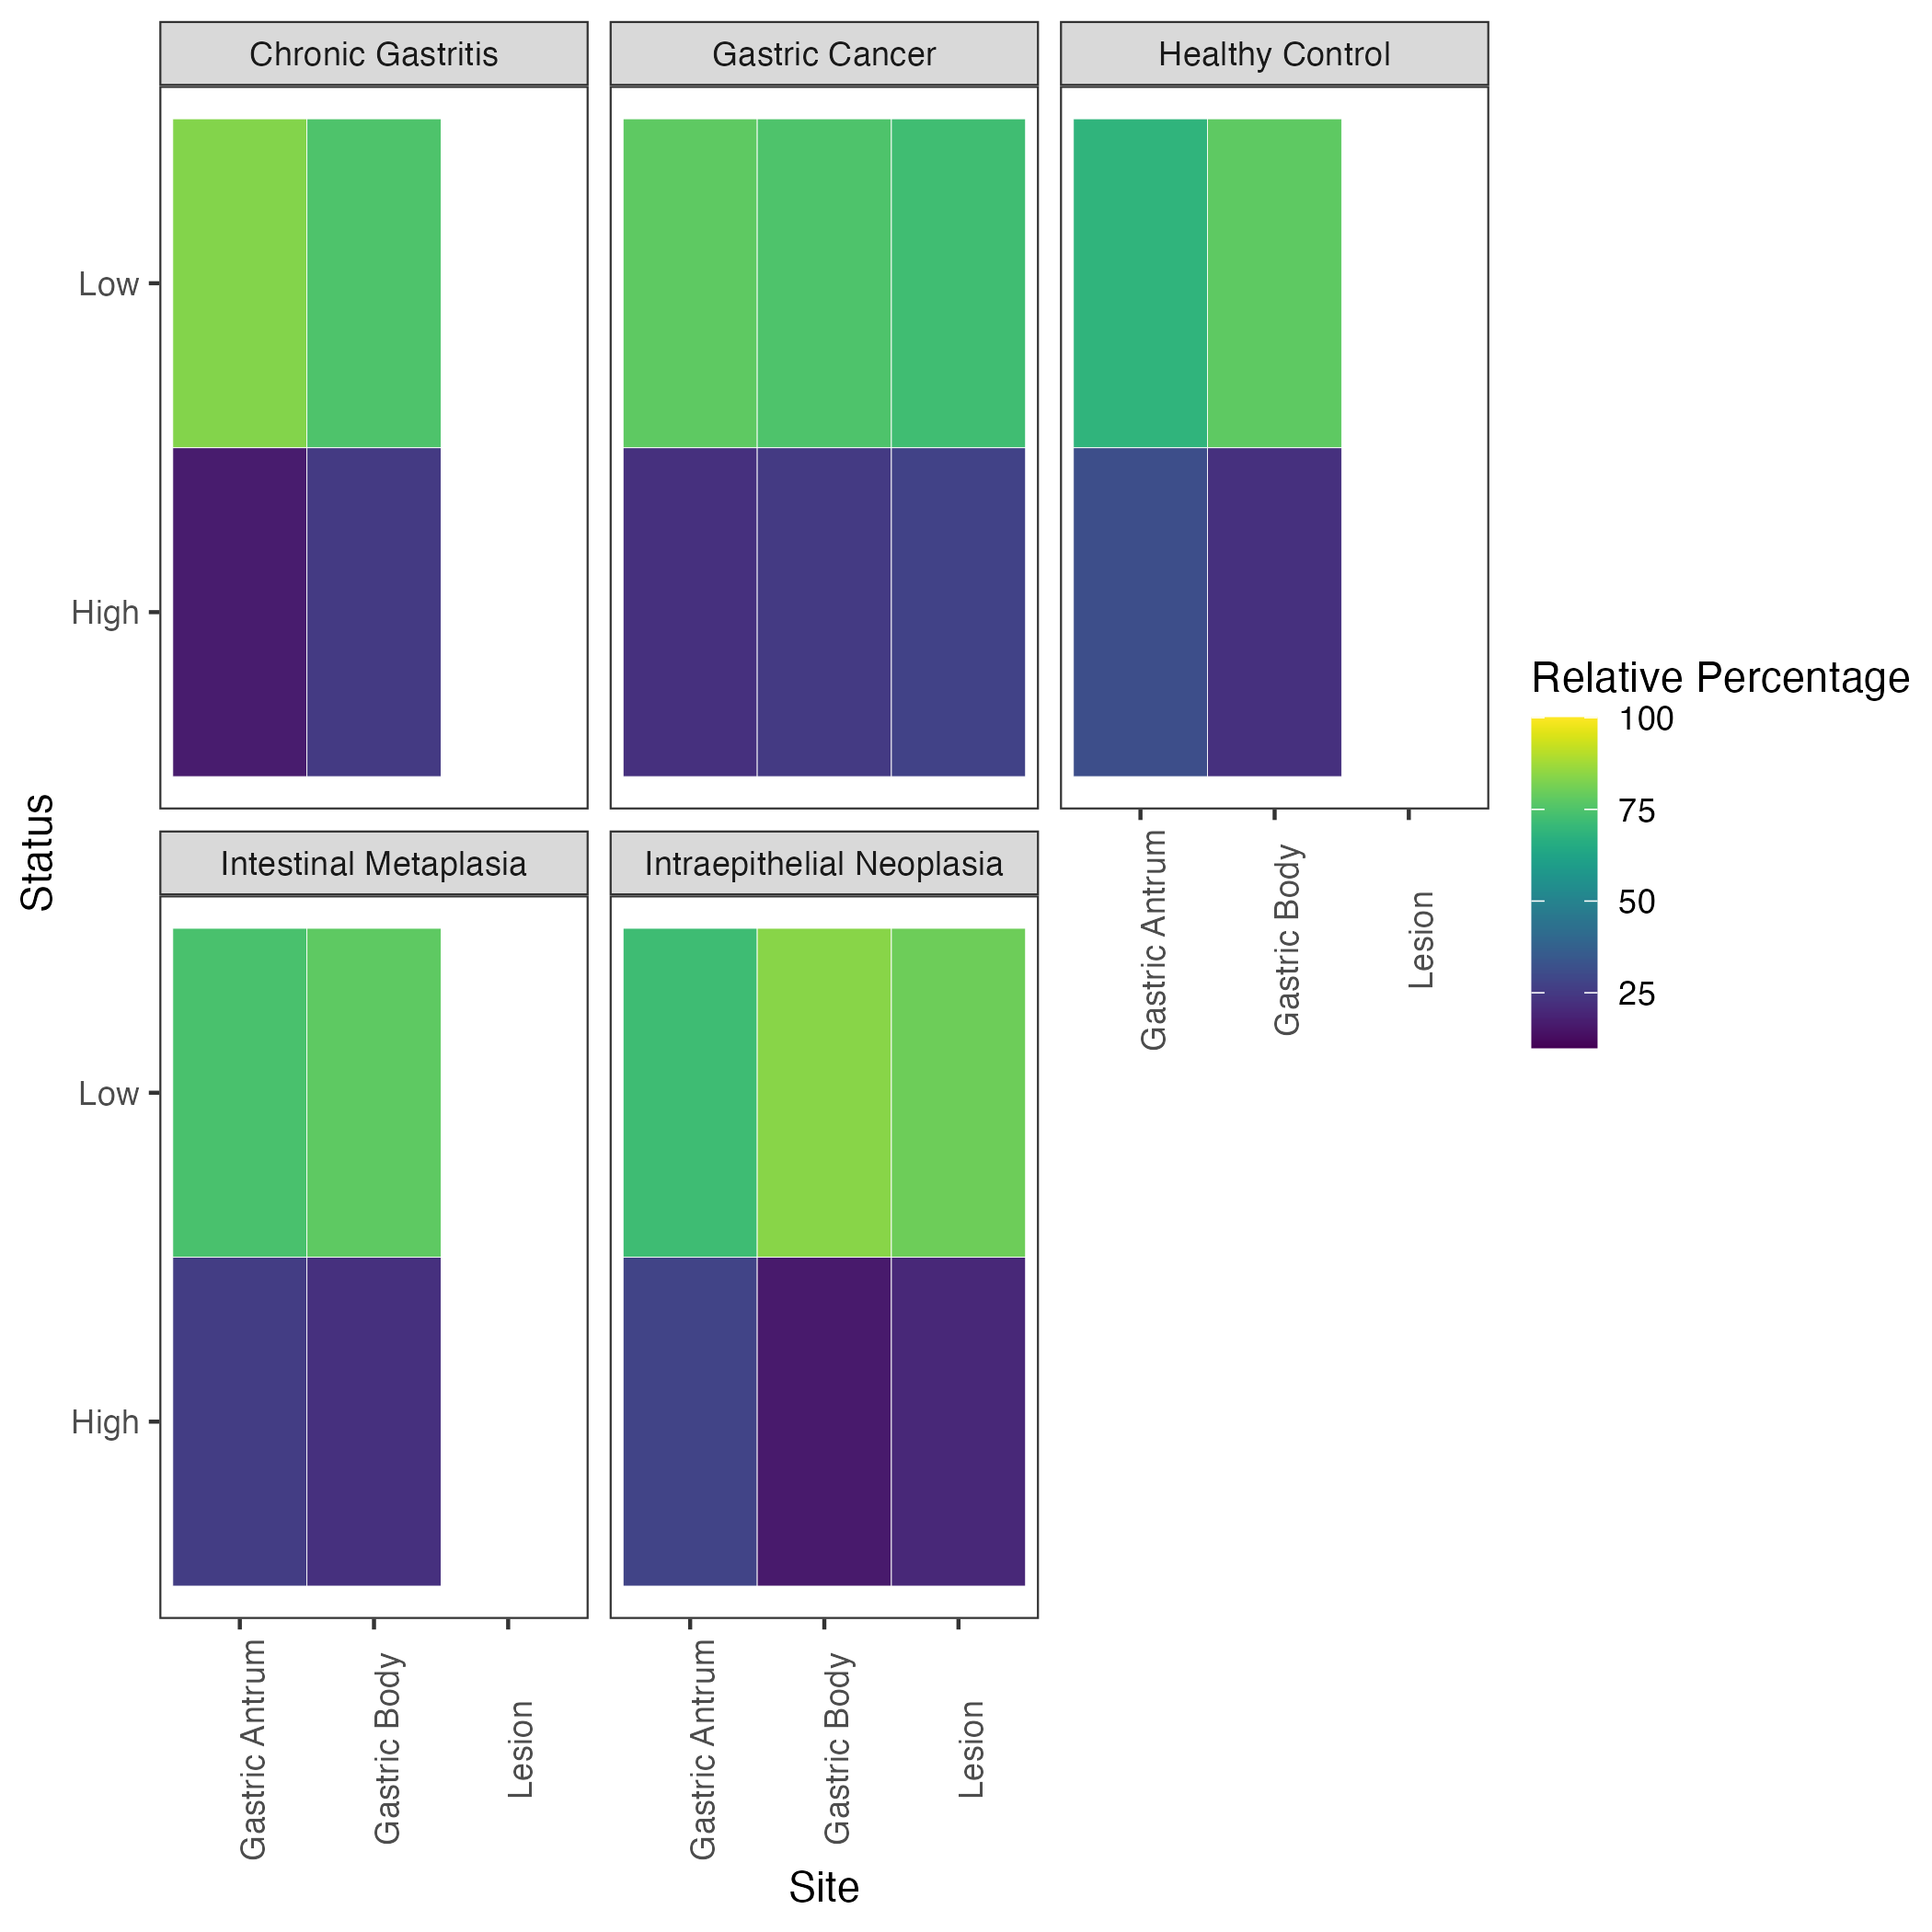 Chronic Gastritis
Gastric Cancer
Healthy Control
Low
High
Intestinal Metaplasia
Intraepithelial Neoplasia
Low
High
Gastric Antrum
Gastric Body
Lesion
Gastric Antrum
Gastric Body
Lesion
Gastric Antrum
Gastric Body
Lesion
Status
Site
Relative Percentage
100
75
50
25